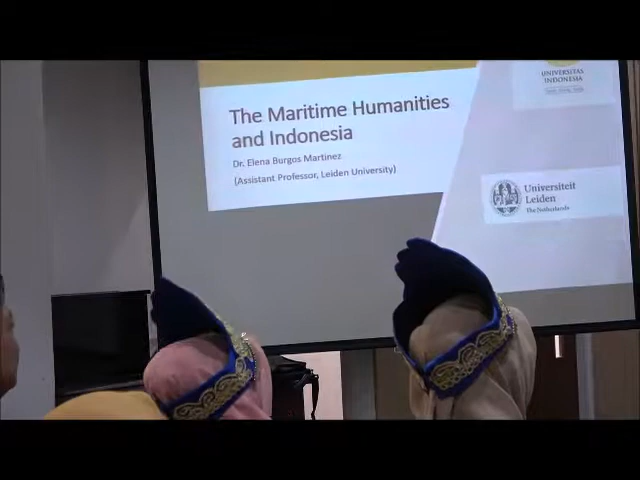 UNIVERSITAS
INDONESIA
The Maritime Humanities
and Indonesia
Dr. Elena Burgos Martinez
(Assistant Professor, Leiden University)
Universiteit
Leiden
The Netherlands